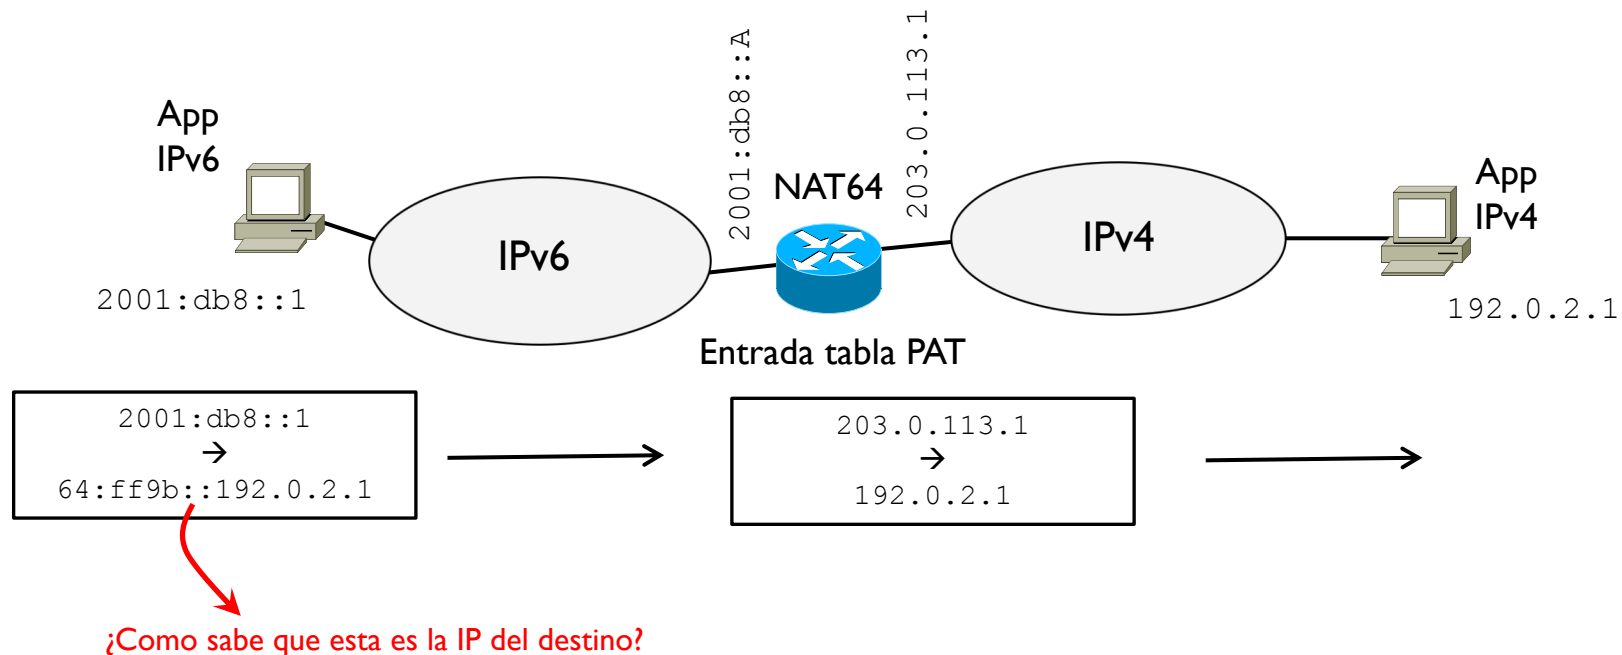 App
IPv6
2001:db8::1
IPv6
2001:db8::A
NAT64
203.0.113.1
IPv4
App
IPv4
192.0.2.1
Entrada tabla PAT
2001:db8::1
→
64:ff9b::192.0.2.1
203.0.113.1
→
192.0.2.1
¿Como sabe que esta es la IP del destino?